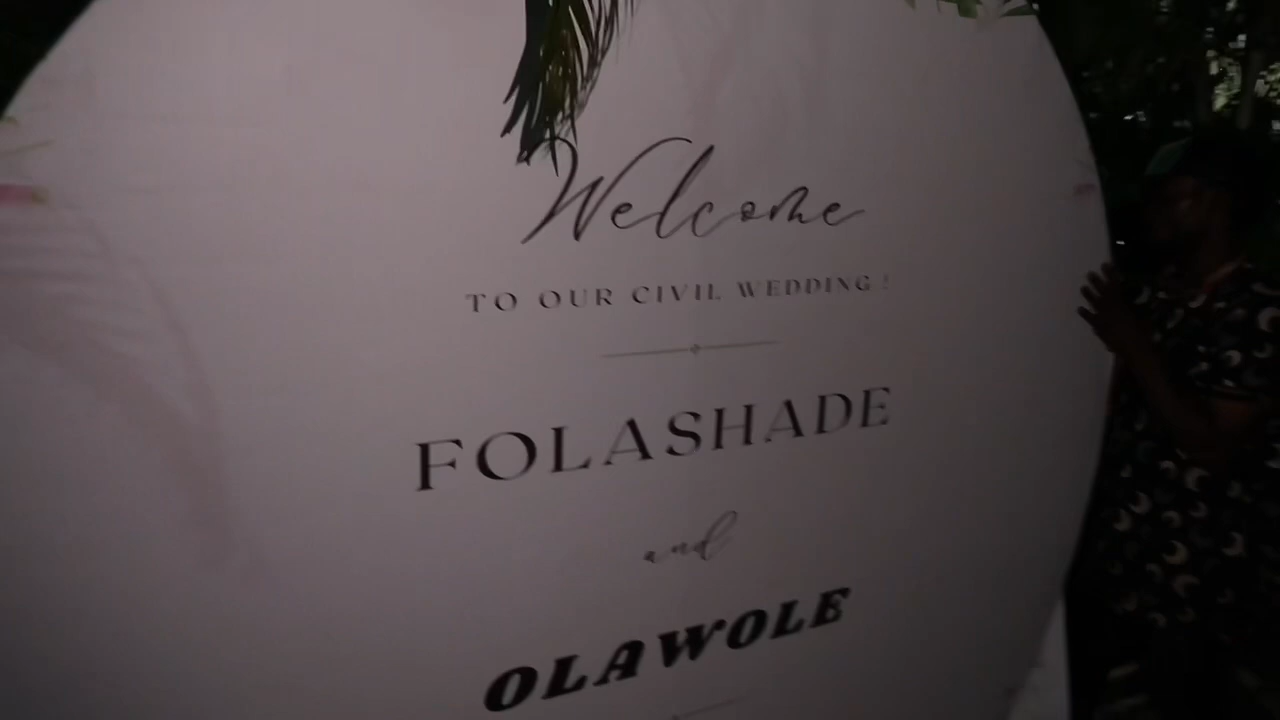 Welcome
TO OUR CIVIL WEDDING!
FOLASHADE
and
OLAWOLE